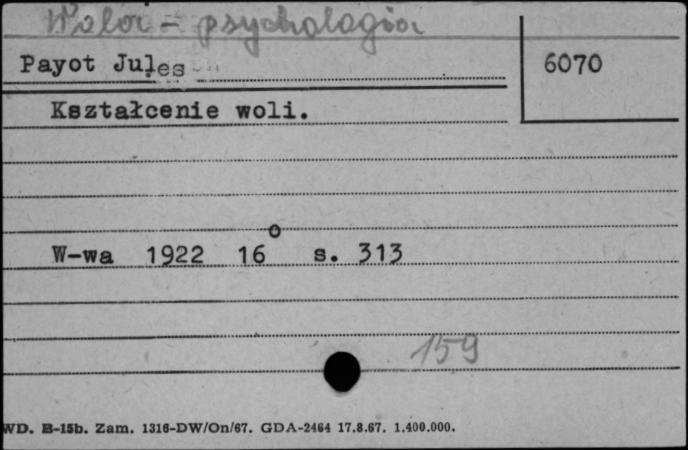 Wola - psychologia
Payot Jules
6070
Kształcenie woli.
W-wa 1922 16° s. 313
159
WD. B-15b. Zam. 1316-DW/On/67. GDA-2464 17.8.67. 1.400.000.